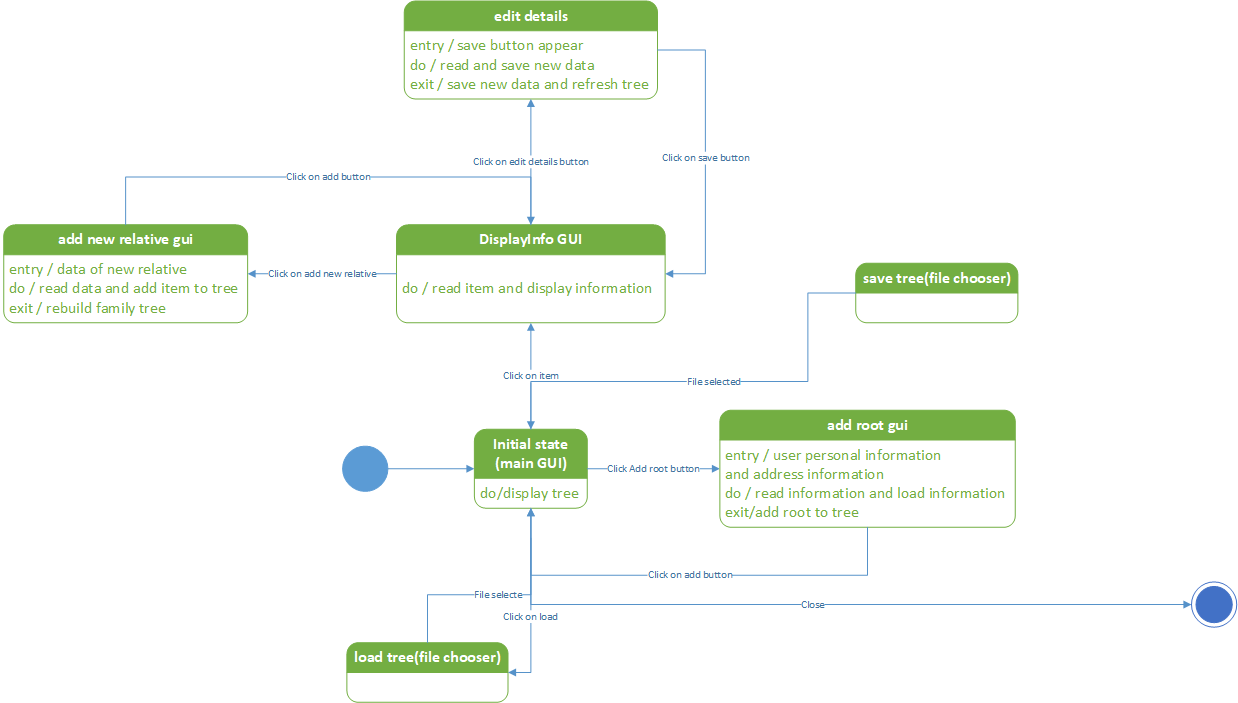 edit details
entry / save button appear
do / read and save new data
exit / save new data and refresh tree
Click on edit details button
Click on save button
Click on add button
add new relative gui
entry / data of new relative
do / read data and add item to tree
exit / rebuild family tree
Click on add new relative
DisplayInfo GUI
do / read item and display information
save tree(file chooser)
Click on item
File selected
Initial state
(main GUI)
do/display tree
Click Add root button
add root gui
entry / user personal information
and address information
do / read information and load information
exit/add root to tree
Click on add button
File selecte
Close
Click on load
load tree(file chooser)